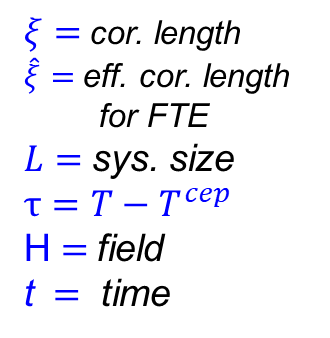 ξ = cor. length
ξ̂ = eff. cor. length
for FTE
L = sys. size
τ = T − T^cep
H = field
t = time